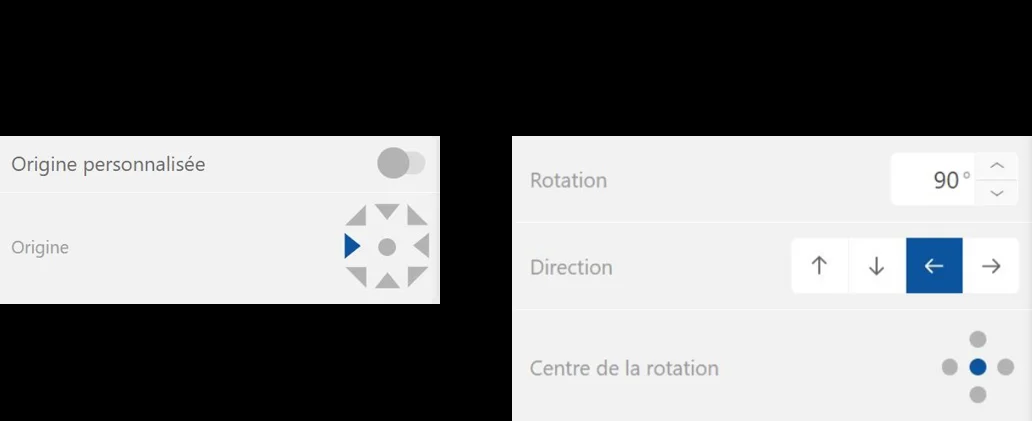 Origine personnalisée
Origine
Rotation
90°
Direction
Centre de la rotation